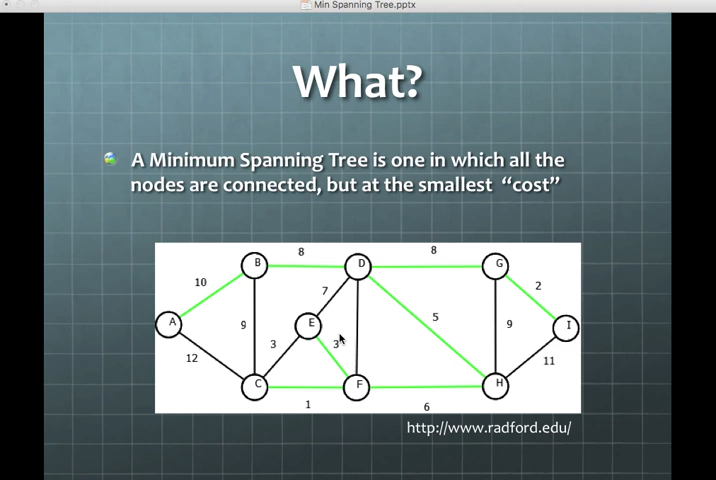 Min Spanning Tree.pptx
What?
A Minimum Spanning Tree is one in which all the
nodes are connected, but at the smallest "cost"
8
8
B
D
G
10
7
2
A
9
E
3
3
5
9
I
12
11
C
F
H
1
6
http://www.radford.edu/